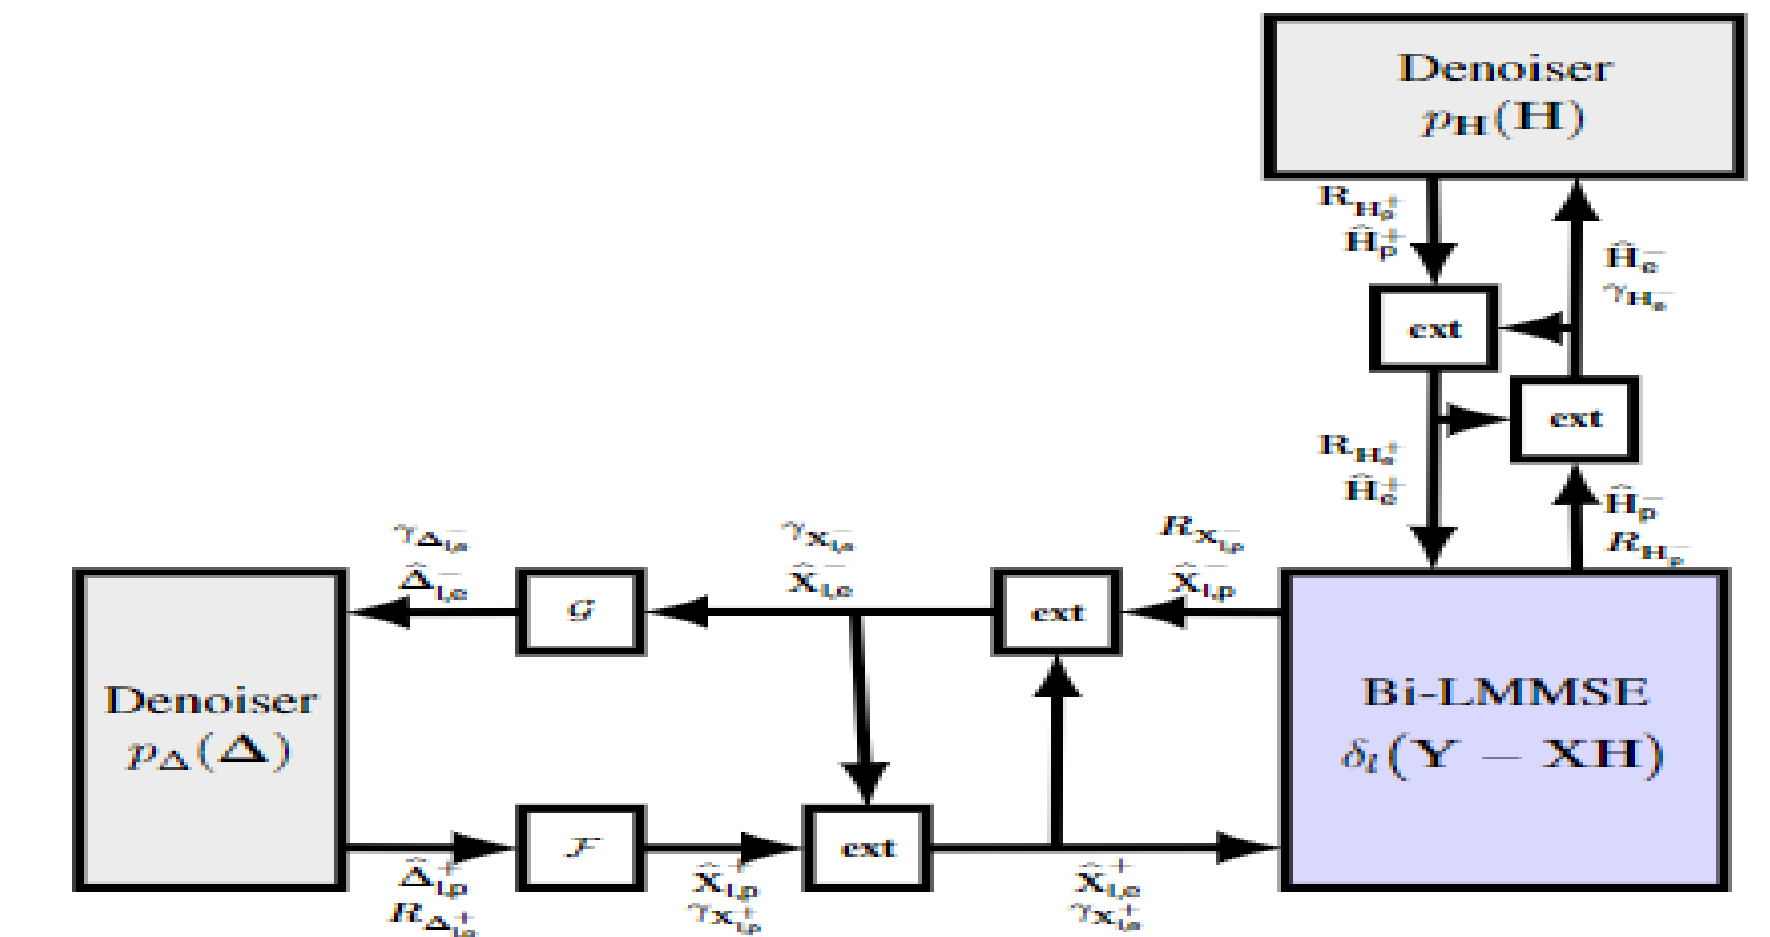 Denoiser
p_H(H)
R_{H_e^+}
Ĥ_p^+
Ĥ_e^-
γ_{H_e^-}
ext
ext
R_{H_e^+}
Ĥ_e^+
Ĥ_p^-
R_{H_p^-}
γ_{Δ_{i,e}^-}
Δ̂_{i,e}^-
γ_{X_{i,e}^-}
X̂_{i,e}^-
R_{X_{i,p}^-}
X̂_{i,p}^-
𝒢
ext
Denoiser
p_Δ(Δ)
Bi-LMMSE
δ_l(Y − XH)
ℱ
ext
Δ̂_{i,p}^+
R_{Δ_{i,e}^+}
X̂_{i,p}^+
γ_{X_{i,p}^+}
X̂_{i,e}^+
γ_{X_{i,e}^+}